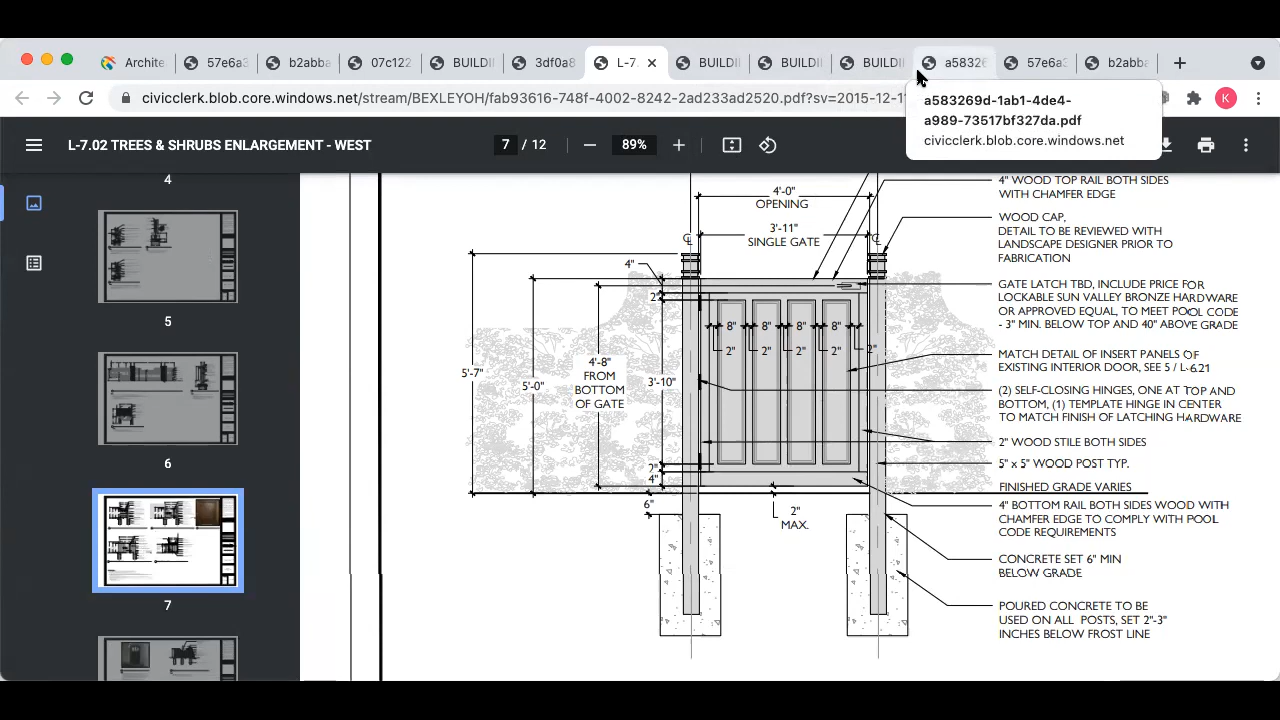 Archite
57e6a3
b2abba
07c122
BUILDI
3df0a8
L-7.
BUILDI
BUILDI
BUILDI
a58326
57e6a3
b2abba
civicclerk.blob.core.windows.net/stream/BEXLEYOH/fab93616-748f-4002-8242-2ad233ad2520.pdf?sv=2015-12-1
K
a583269d-1ab1-4de4-
a989-73517bf327da.pdf
civicclerk.blob.core.windows.net
L-7.02 TREES & SHRUBS ENLARGEMENT - WEST
7 / 12
89%
4
5
6
7
4'-0"
OPENING
3'-11"
SINGLE GATE
4"
2"
5'-7"
5'-0"
4'-8"
FROM
BOTTOM
OF GATE
3'-10"
8" 8" 8" 8"
2" 2" 2" 2" 2"
2"
4"
6"
2"
MAX.
4" WOOD TOP RAIL BOTH SIDES
WITH CHAMFER EDGE
WOOD CAP,
DETAIL TO BE REVIEWED WITH
LANDSCAPE DESIGNER PRIOR TO
FABRICATION
GATE LATCH TBD, INCLUDE PRICE FOR
LOCKABLE SUN VALLEY BRONZE HARDWARE
OR APPROVED EQUAL, TO MEET POOL CODE
- 3" MIN. BELOW TOP AND 40" ABOVE GRADE
MATCH DETAIL OF INSERT PANELS OF
EXISTING INTERIOR DOOR, SEE 5 / L-6.21
(2) SELF-CLOSING HINGES, ONE AT TOP AND
BOTTOM, (1) TEMPLATE HINGE IN CENTER
TO MATCH FINISH OF LATCHING HARDWARE
2" WOOD STILE BOTH SIDES
5" x 5" WOOD POST TYP.
FINISHED GRADE VARIES
4" BOTTOM RAIL BOTH SIDES WOOD WITH
CHAMFER EDGE TO COMPLY WITH POOL
CODE REQUIREMENTS
CONCRETE SET 6" MIN
BELOW GRADE
POURED CONCRETE TO BE
USED ON ALL POSTS, SET 2"-3"
INCHES BELOW FROST LINE